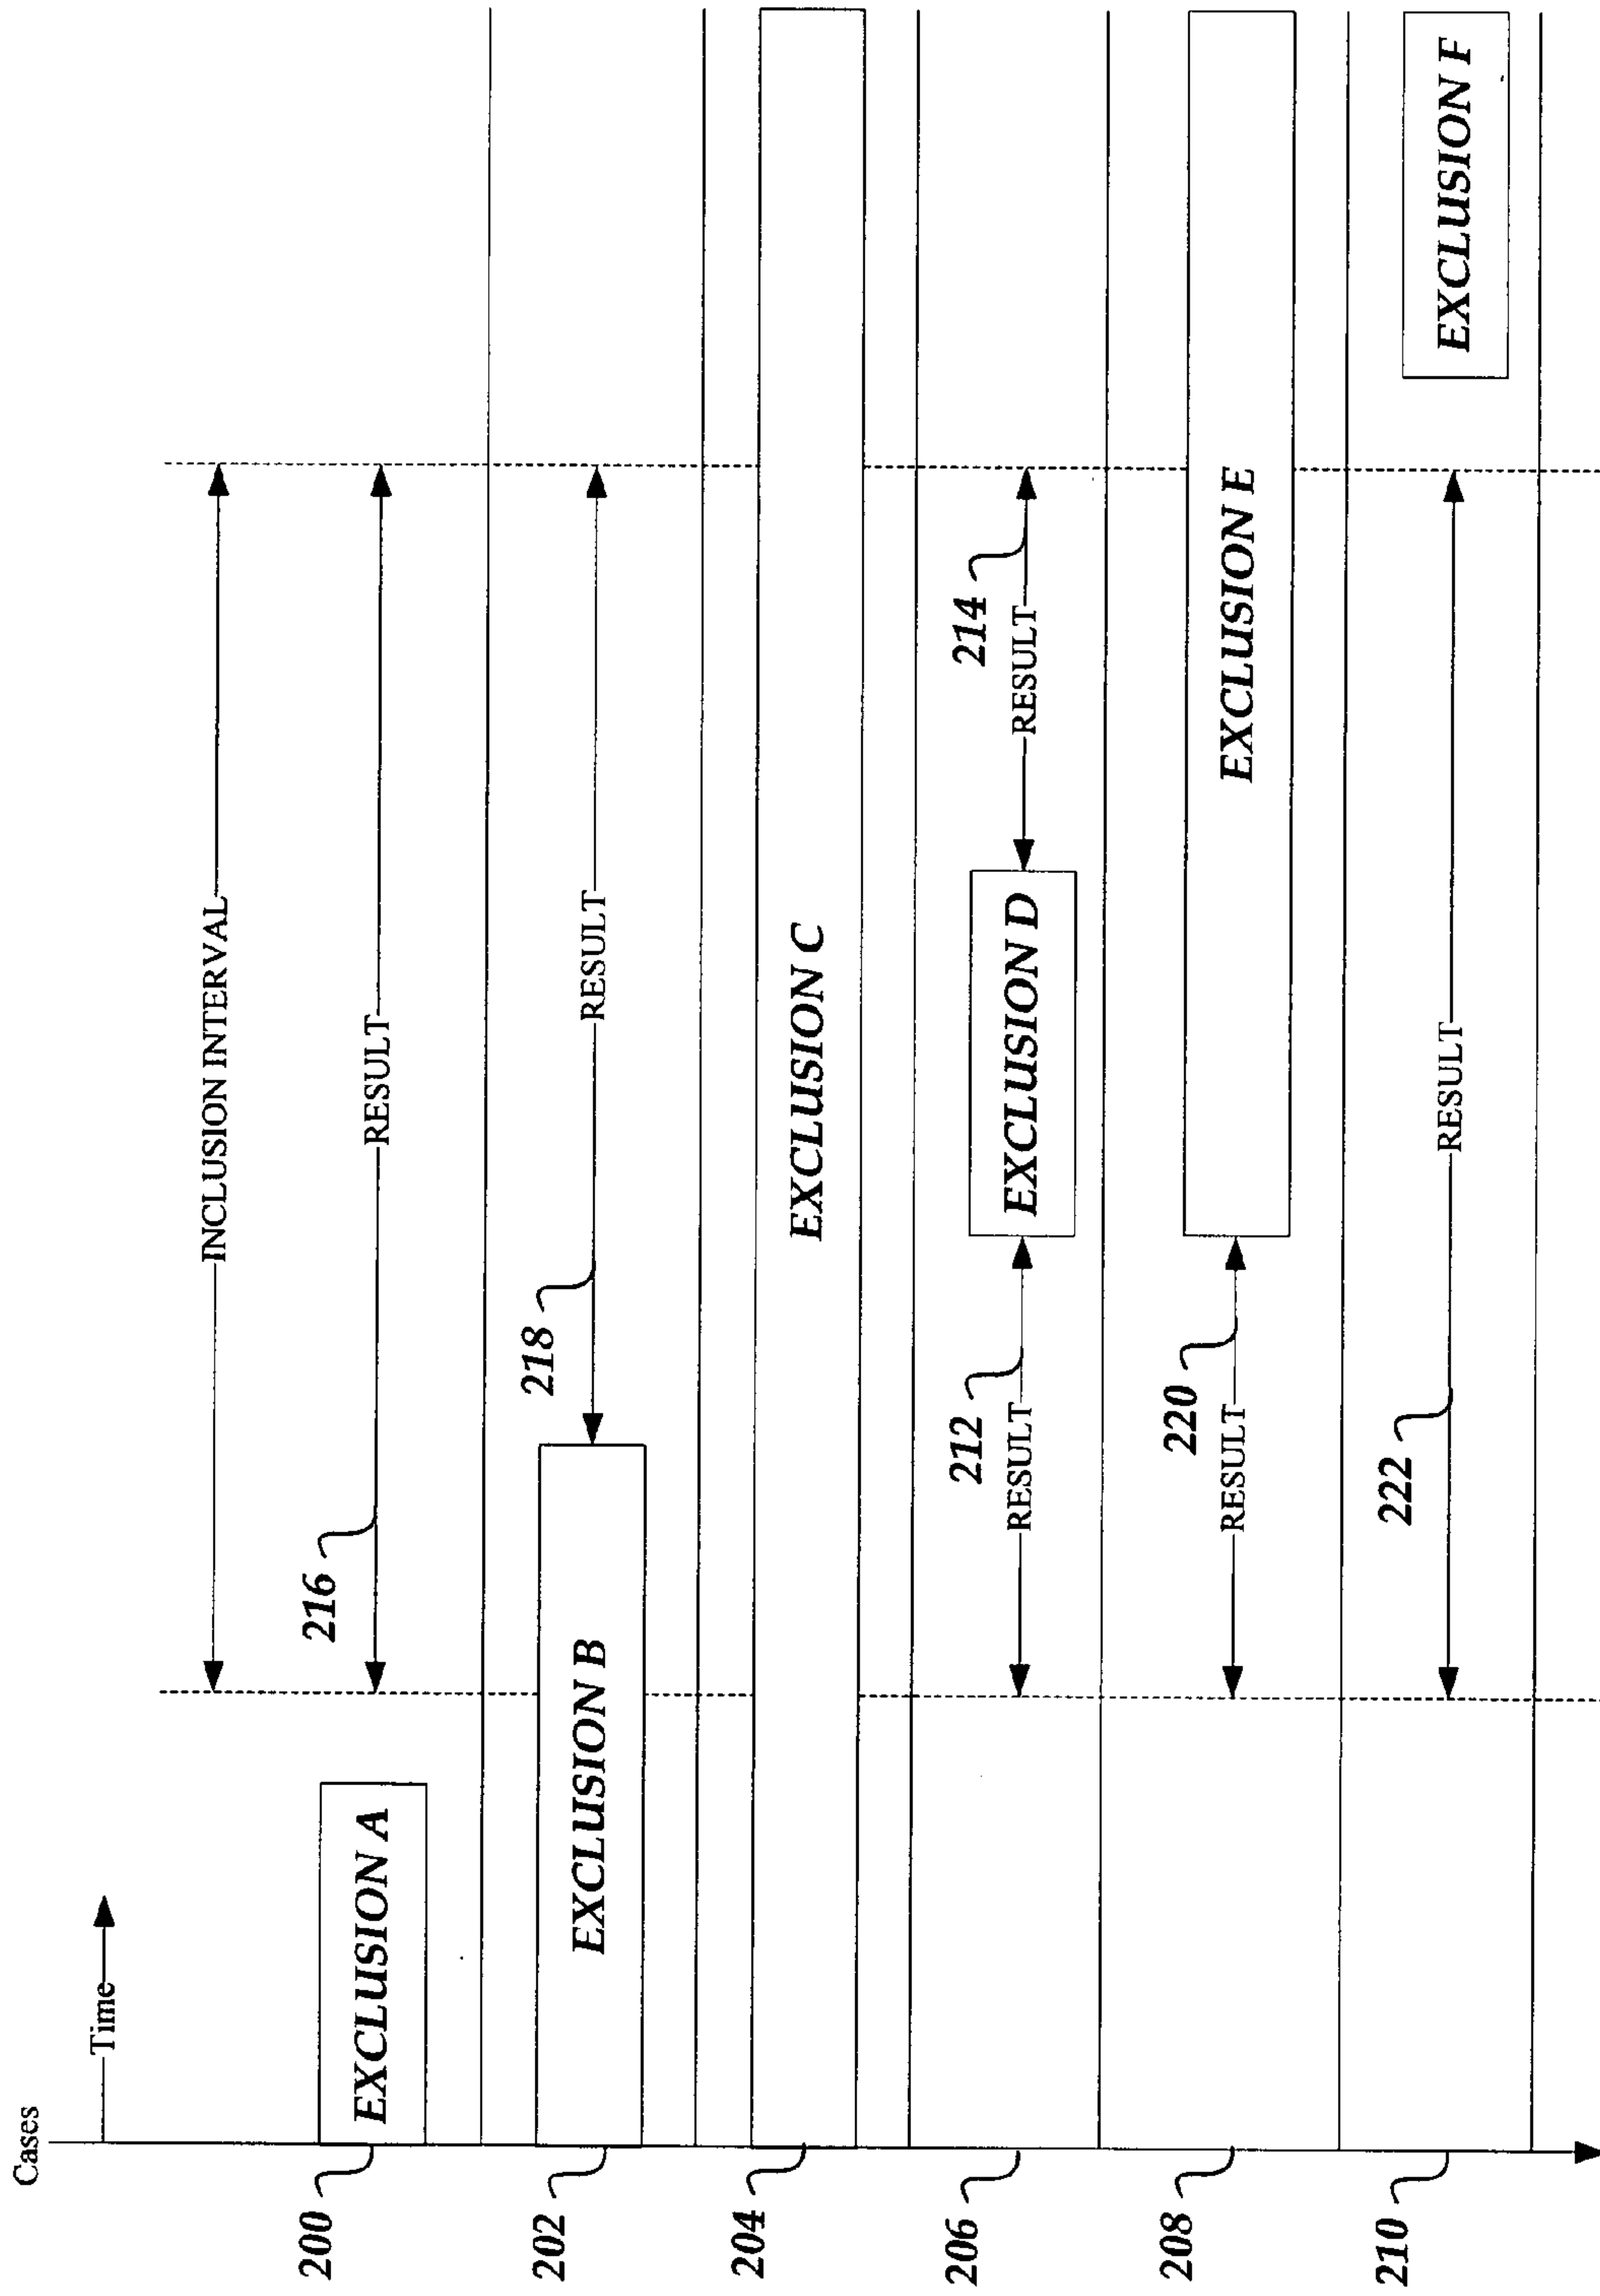 Cases
Time
INCLUSION INTERVAL
200
EXCLUSION A
216
RESULT
202
EXCLUSION B
218
RESULT
204
EXCLUSION C
206
212
RESULT
EXCLUSION D
214
RESULT
208
220
RESULT
EXCLUSION E
210
222
RESULT
EXCLUSION F